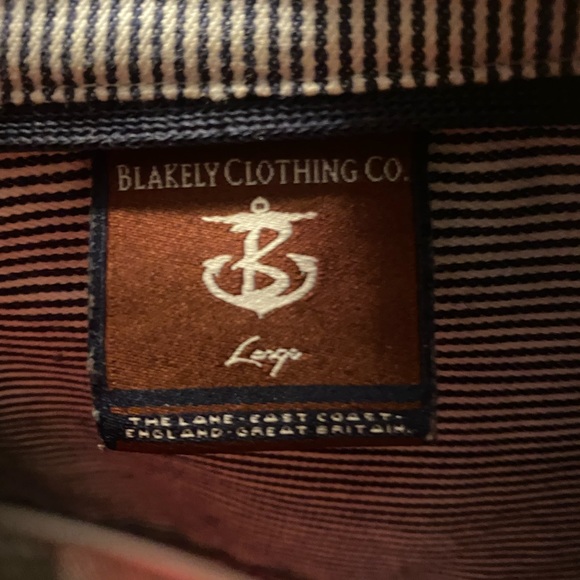 BLAKELY CLOTHING CO.
B
Large
THE LANE-EAST COAST-
ENGLAND-GREAT BRITAIN.